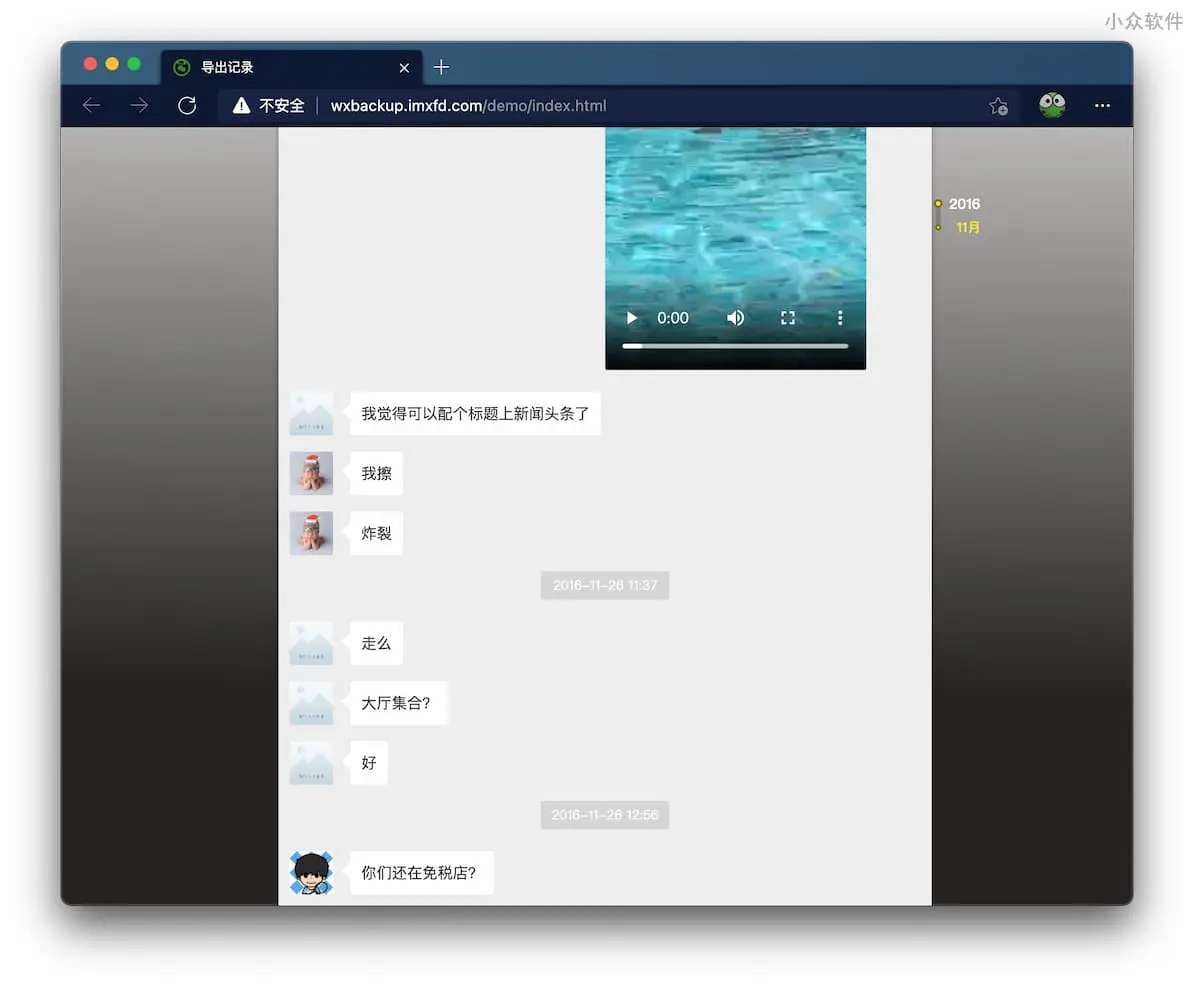 小众软件
导出记录
不安全 wxbackup.imxfd.com/demo/index.html
2016
11月
0:00
我觉得可以配个标题上新闻头条了
我擦
炸裂
2016-11-26 11:37
走么
大厅集合?
好
2016-11-26 12:56
你们还在免税店?